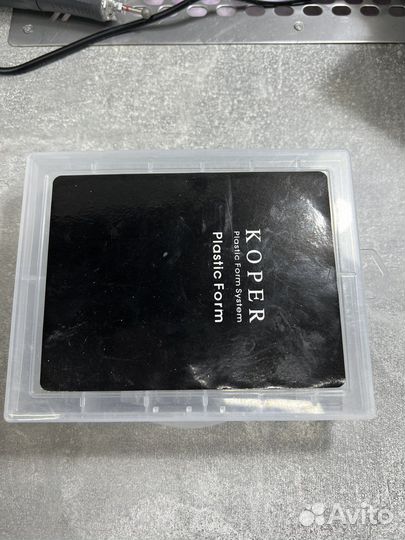 KOPER
Plastic Form System
Plastic Form
Avito